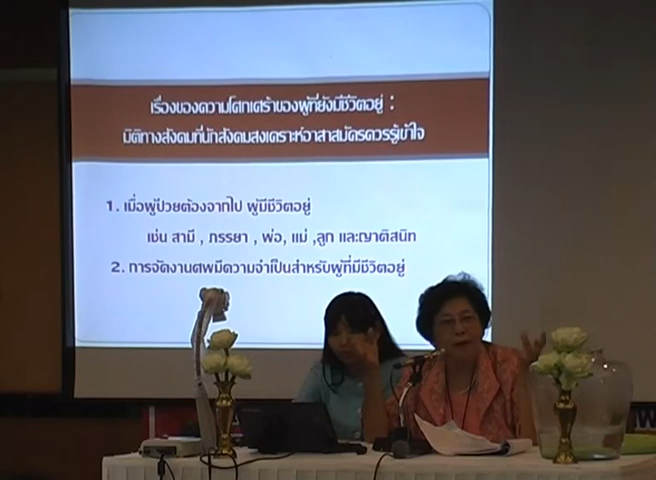 เรื่องของความโศกเศร้าของผู้ที่ยังมีชีวิตอยู่ :
มิติทางสังคมที่นักสังคมสงเคราะห์อาสาสมัครควรรู้เข้าใจ
1. เมื่อผู้ป่วยต้องจากไป ผู้มีชีวิตอยู่
เช่น สามี , ภรรยา , พ่อ, แม่ ,ลูก และญาติสนิท
2. การจัดงานศพมีความจำเป็นสำหรับผู้ที่มีชีวิตอยู่